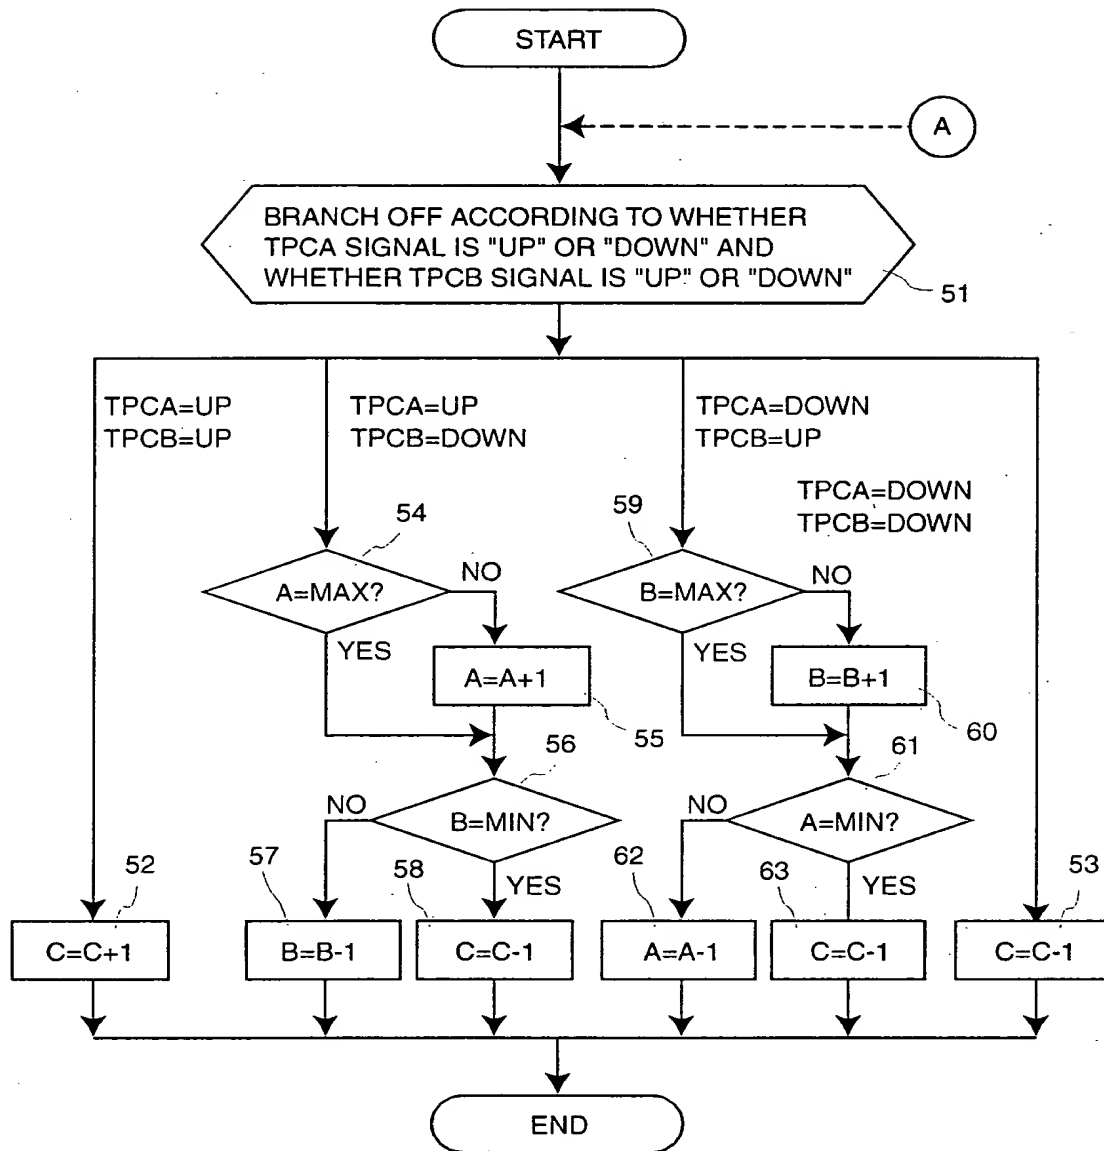 START
A
BRANCH OFF ACCORDING TO WHETHER
TPCA SIGNAL IS "UP" OR "DOWN" AND
WHETHER TPCB SIGNAL IS "UP" OR "DOWN"
51
TPCA=UP
TPCB=UP
TPCA=UP
TPCB=DOWN
TPCA=DOWN
TPCB=UP
TPCA=DOWN
TPCB=DOWN
54
59
A=MAX?
NO
B=MAX?
NO
YES
A=A+1
YES
B=B+1
55
60
56
61
NO
B=MIN?
NO
A=MIN?
52
57
58
YES
62
63
YES
53
C=C+1
B=B-1
C=C-1
A=A-1
C=C-1
C=C-1
END